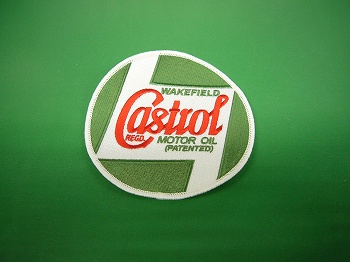 WAKEFIELD
Castrol
REGD.
MOTOR OIL
(PATENTED)